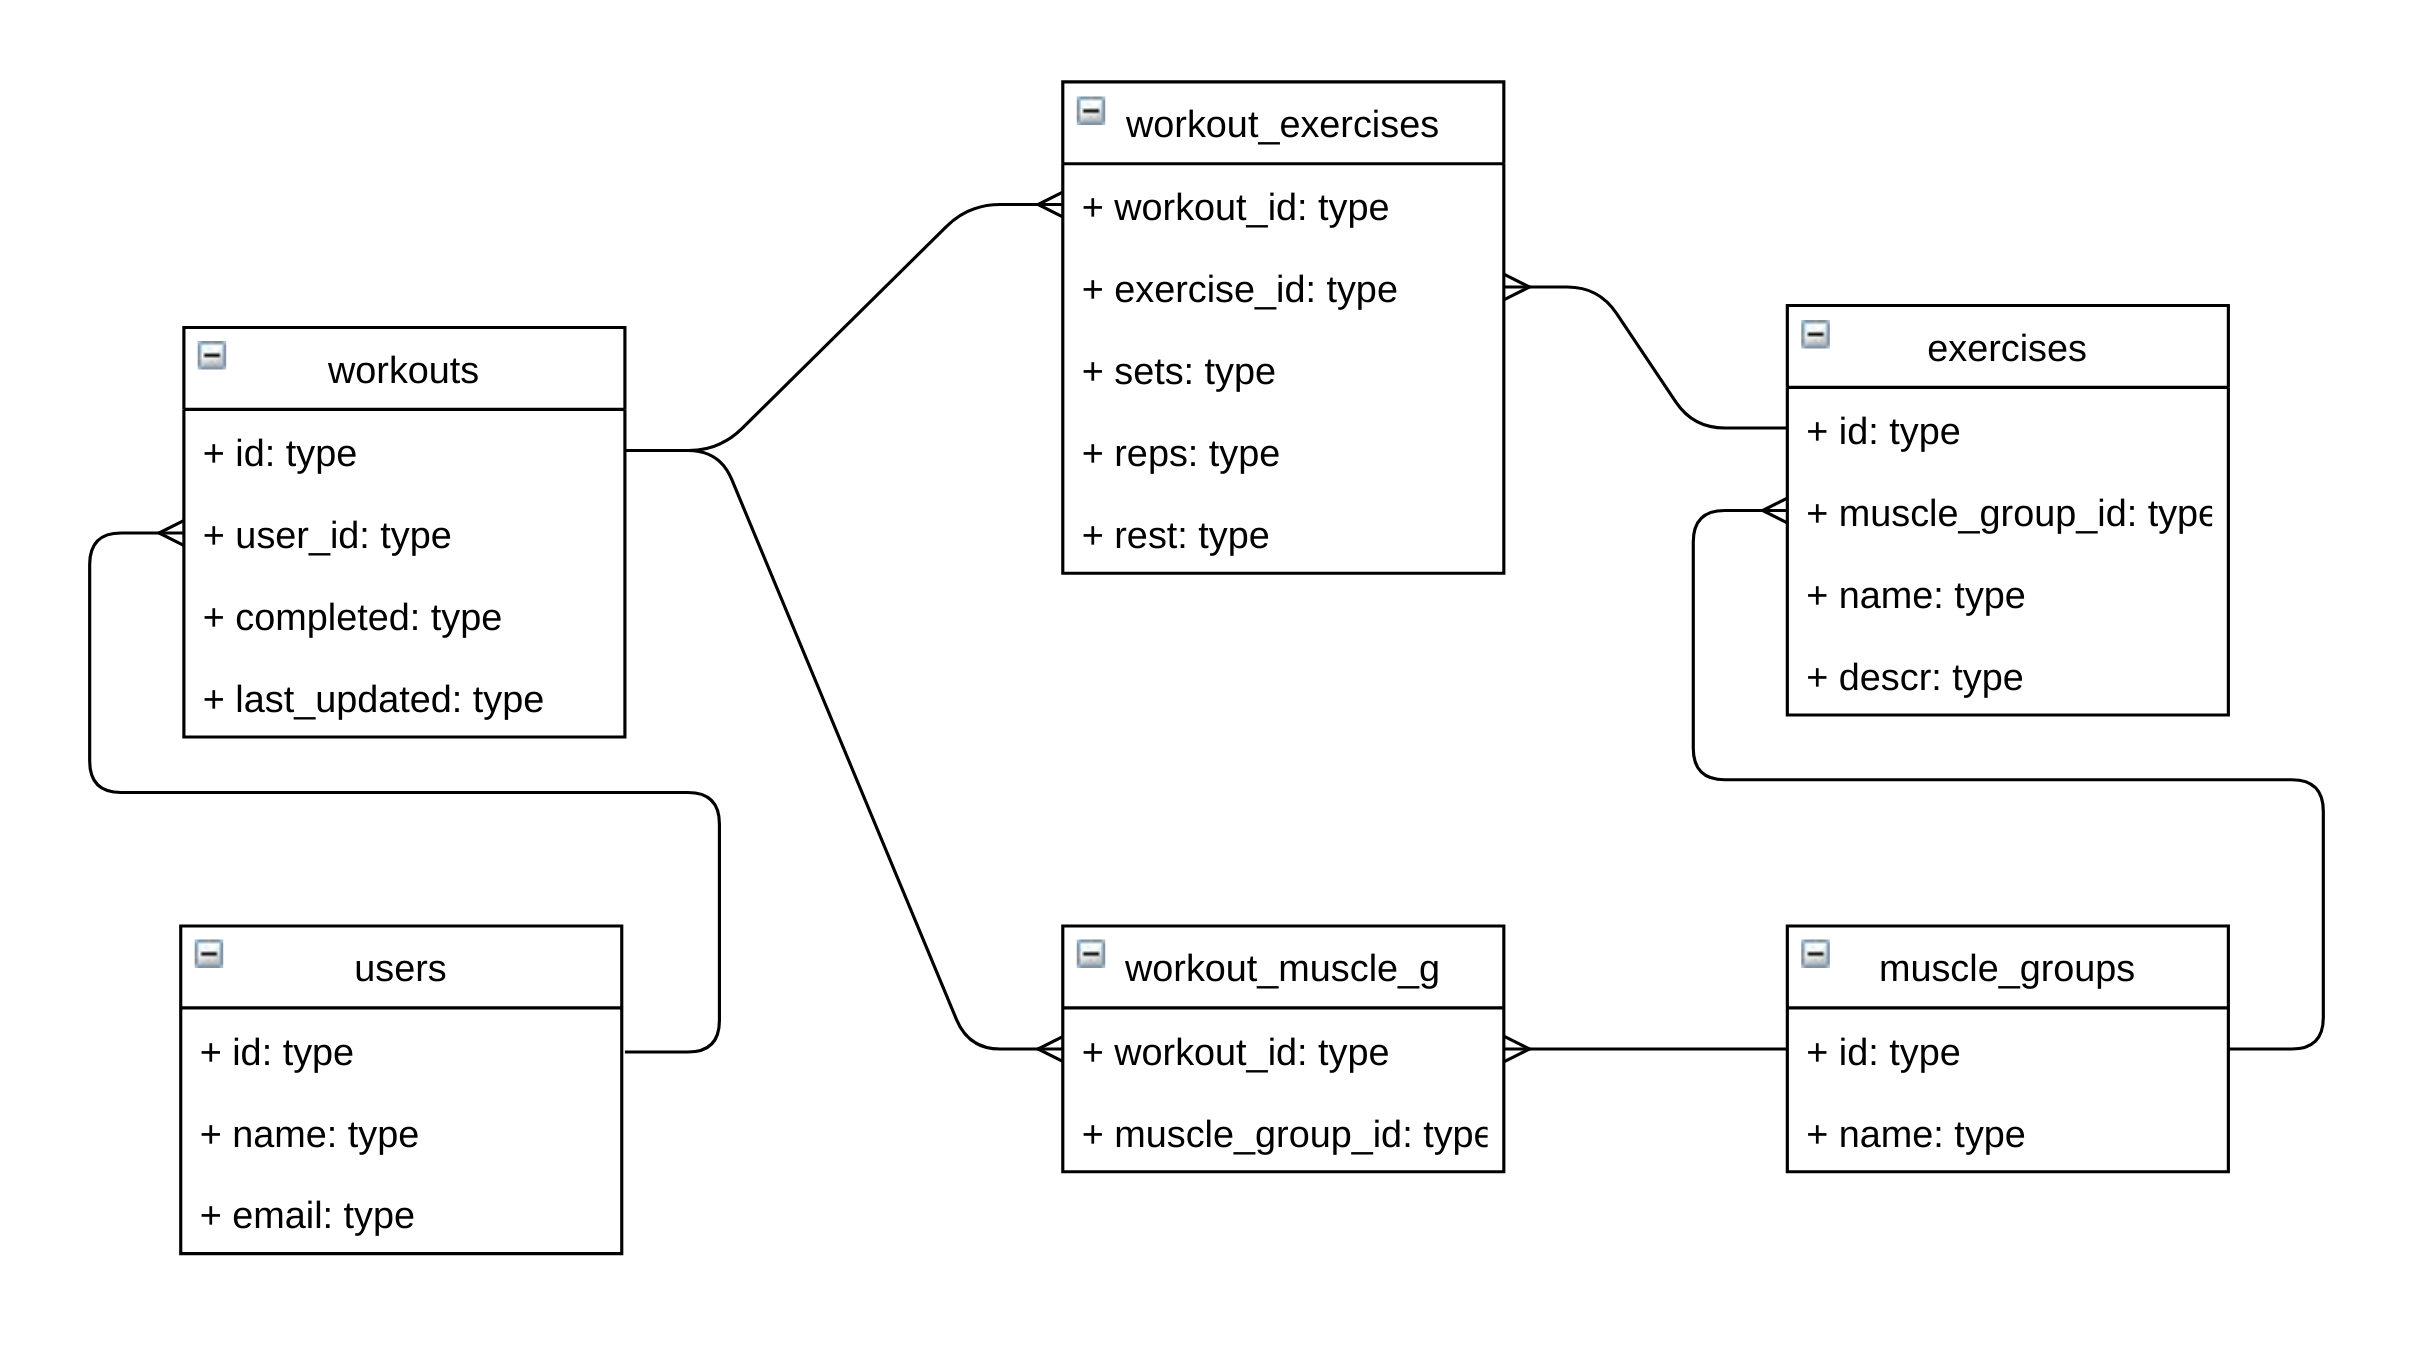 workout_exercises
+ workout_id: type
+ exercise_id: type
+ sets: type
+ reps: type
+ rest: type
workouts
+ id: type
+ user_id: type
+ completed: type
+ last_updated: type
exercises
+ id: type
+ muscle_group_id: type
+ name: type
+ descr: type
users
+ id: type
+ name: type
+ email: type
workout_muscle_g
+ workout_id: type
+ muscle_group_id: type
muscle_groups
+ id: type
+ name: type